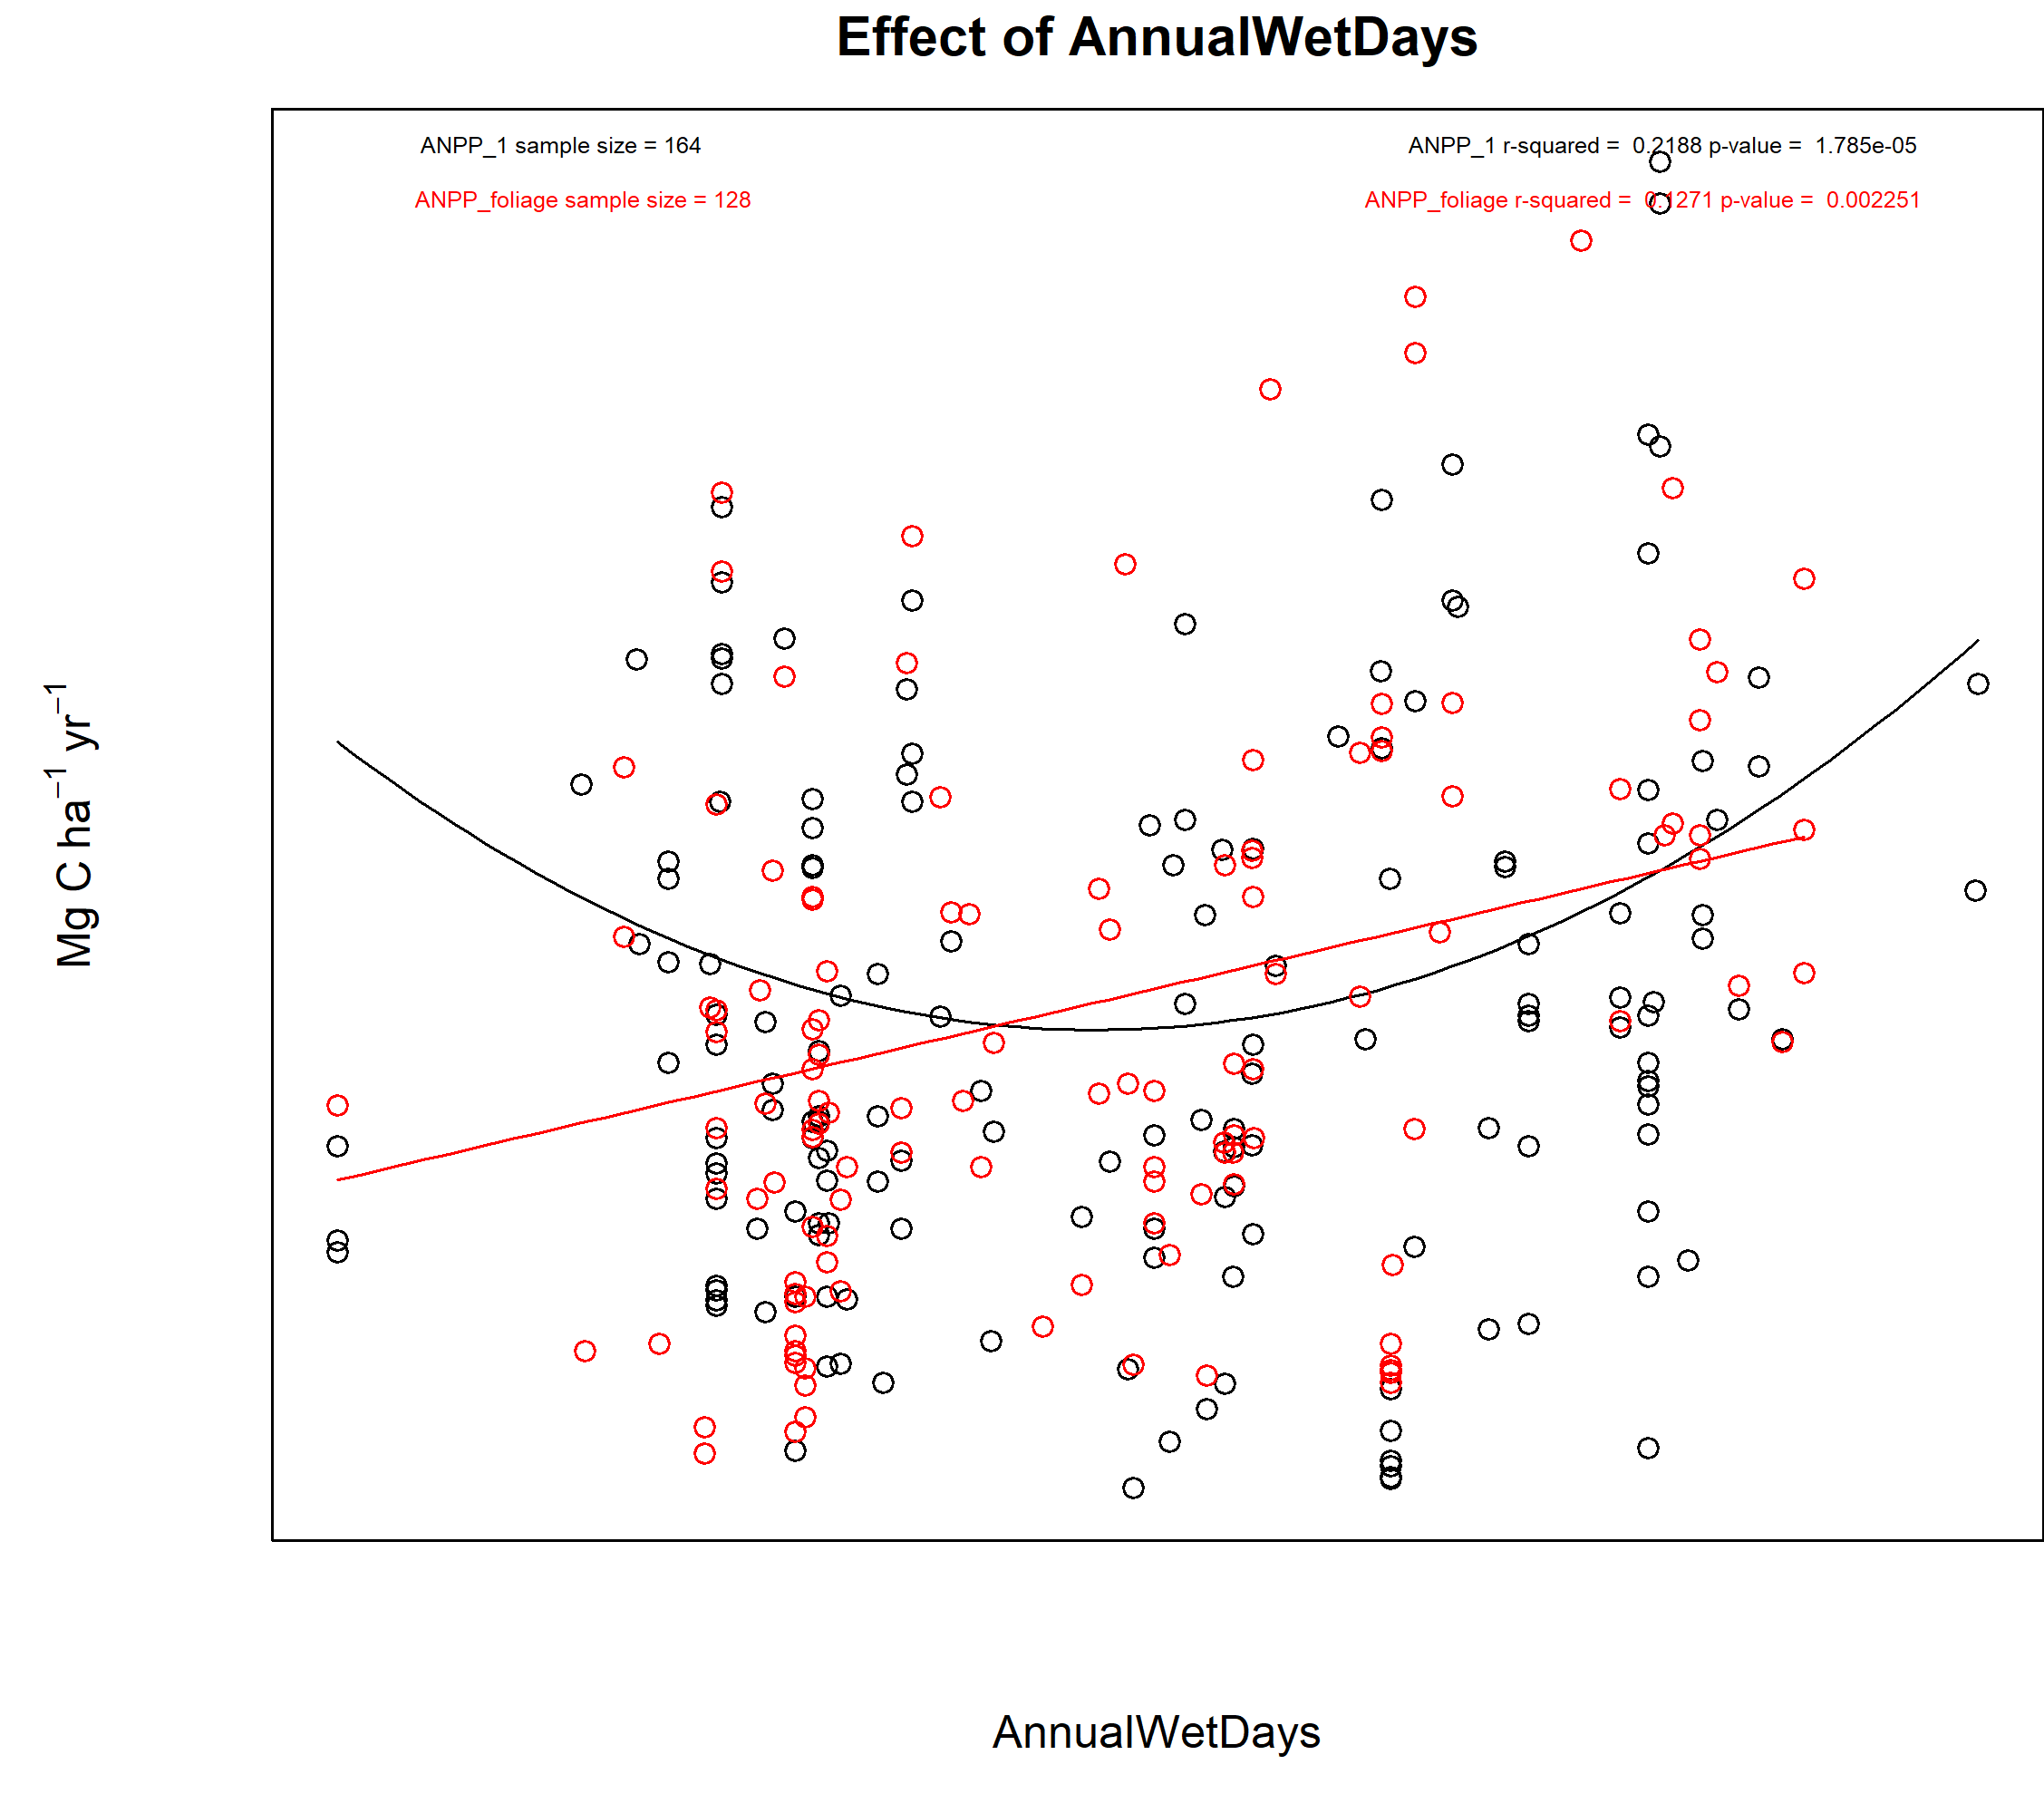 Effect of AnnualWetDays
ANPP_1 sample size = 164
ANPP_1 r-squared = 0.2188 p-value = 1.785e-05
ANPP_foliage sample size = 128
ANPP_foliage r-squared = 0.1271 p-value = 0.002251
Mg C ha⁻¹ yr⁻¹
AnnualWetDays